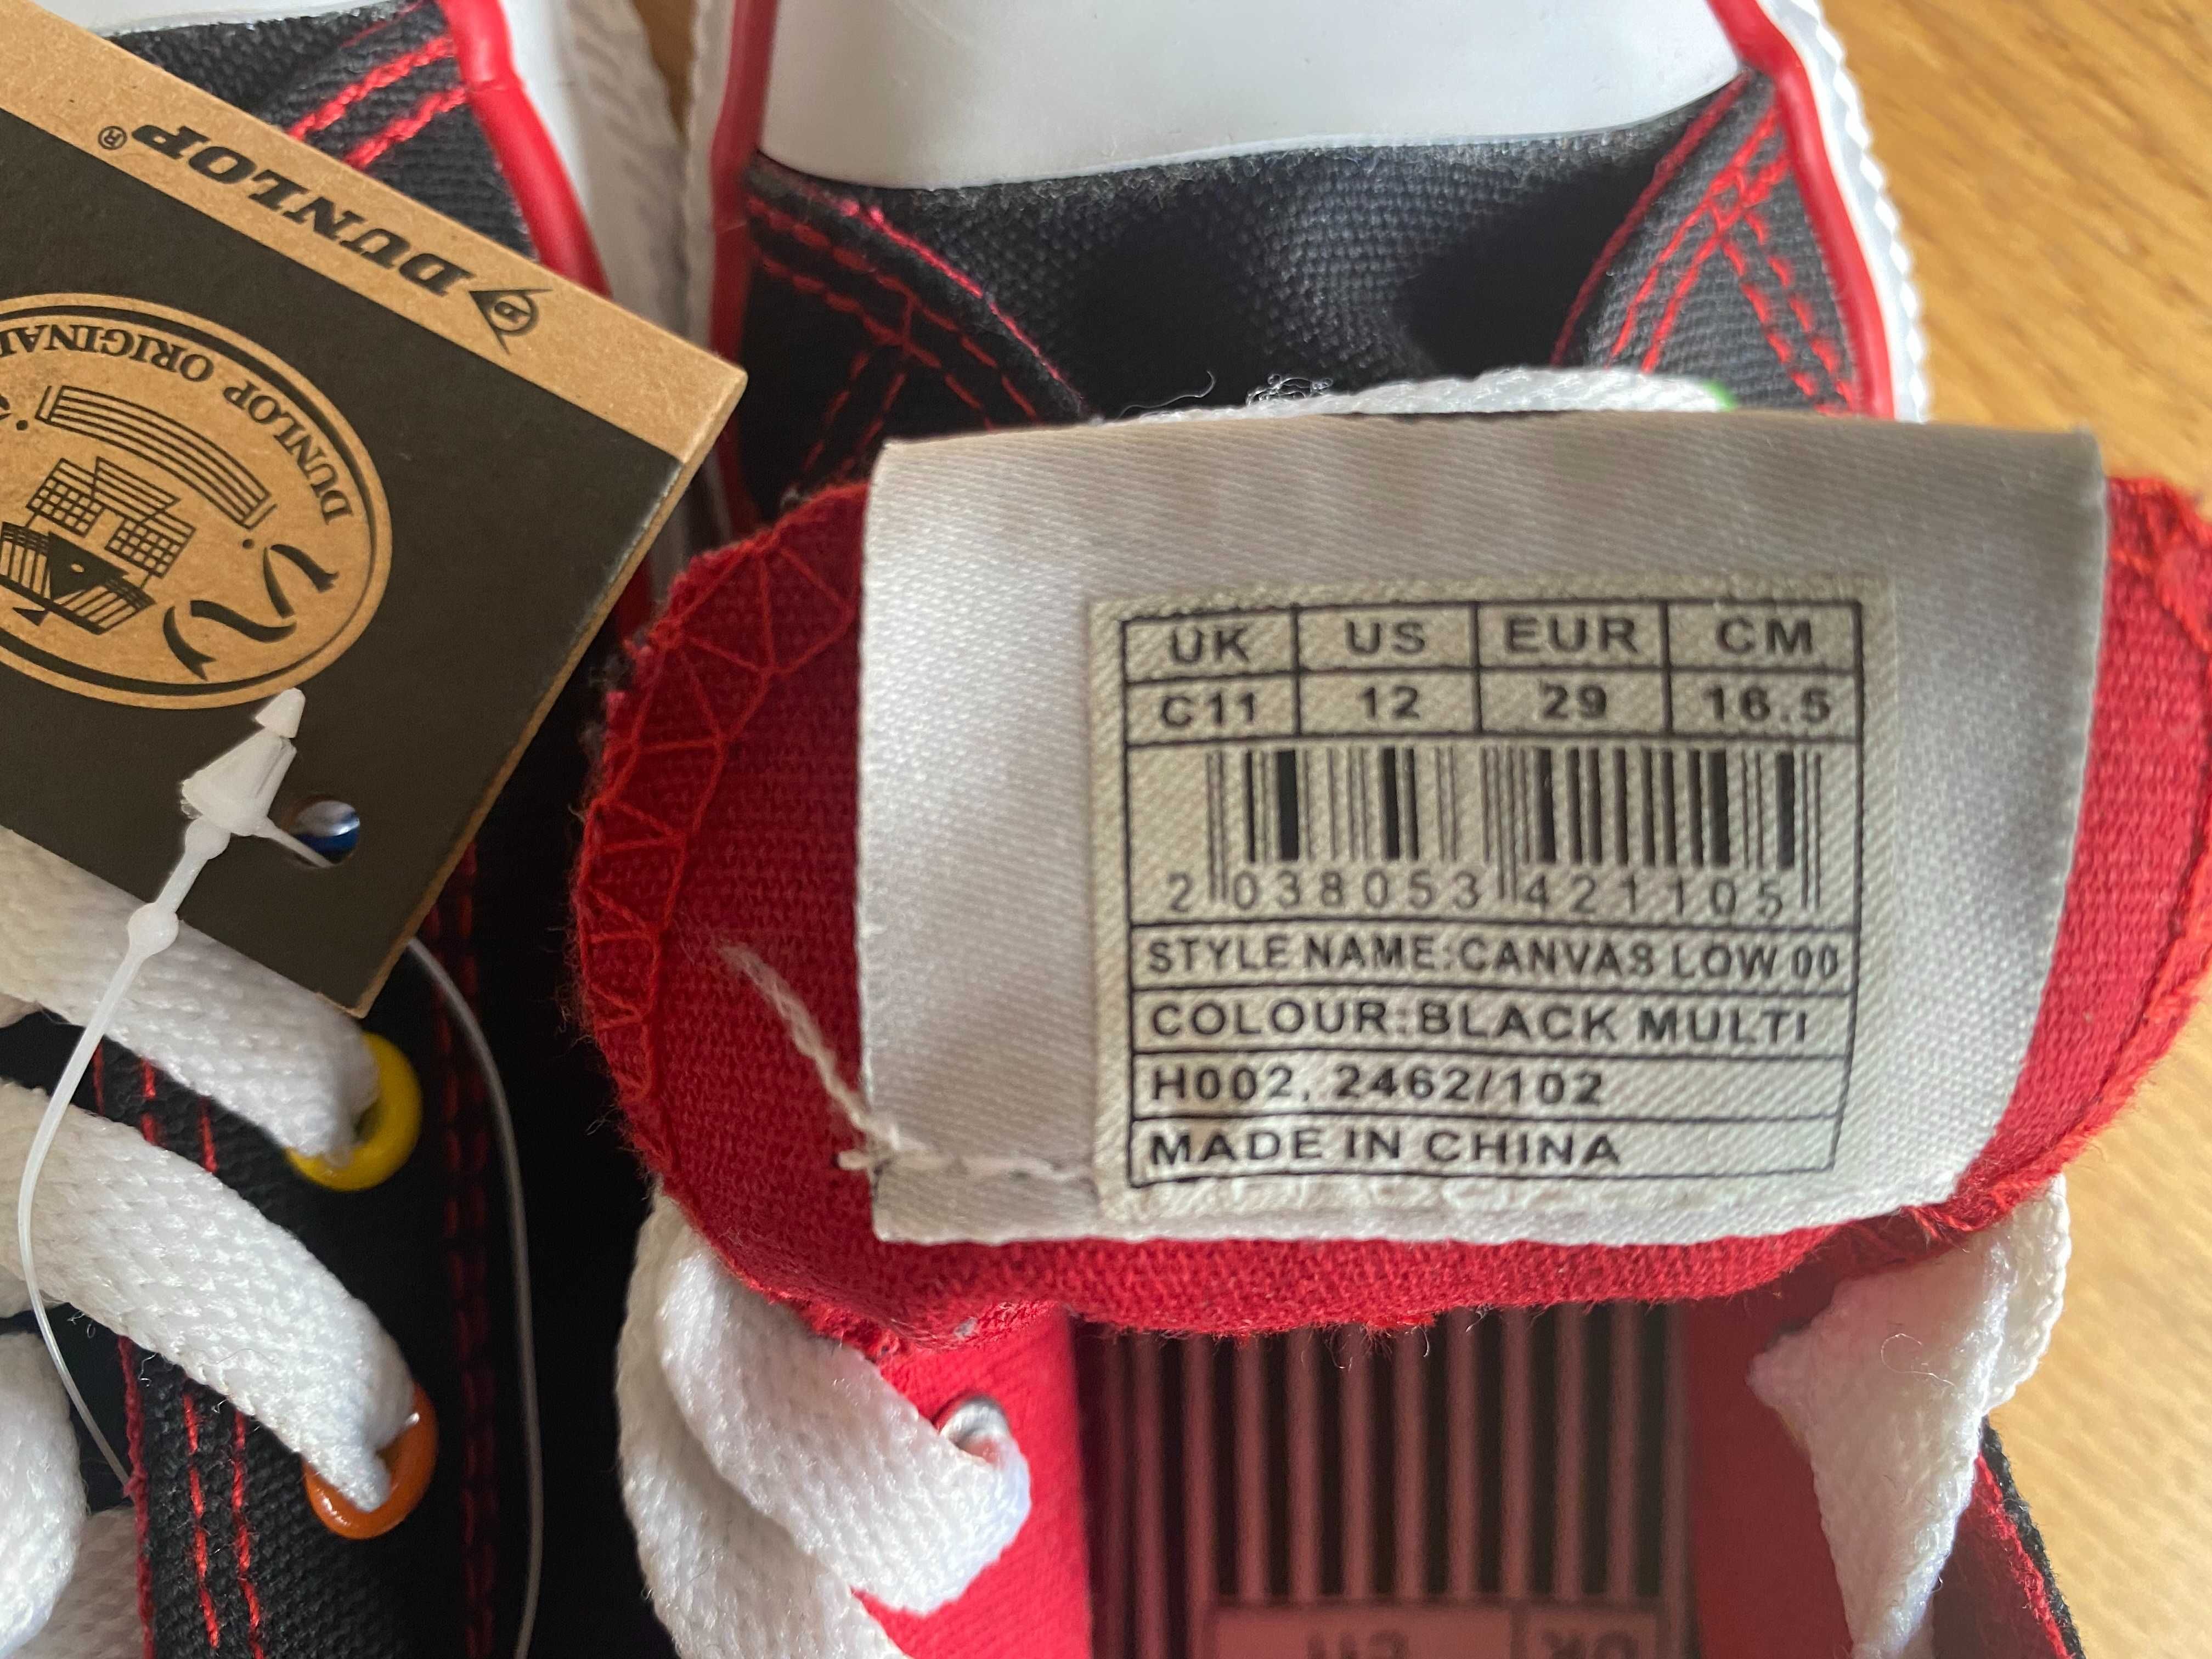 DUNLOP®
DUNLOP ORIGINAL
UK US EUR CM
C11 12 29 18.5
2 038053 421105
STYLE NAME:CANVAS LOW 00
COLOUR:BLACK MULTI
H002, 2462/102
MADE IN CHINA